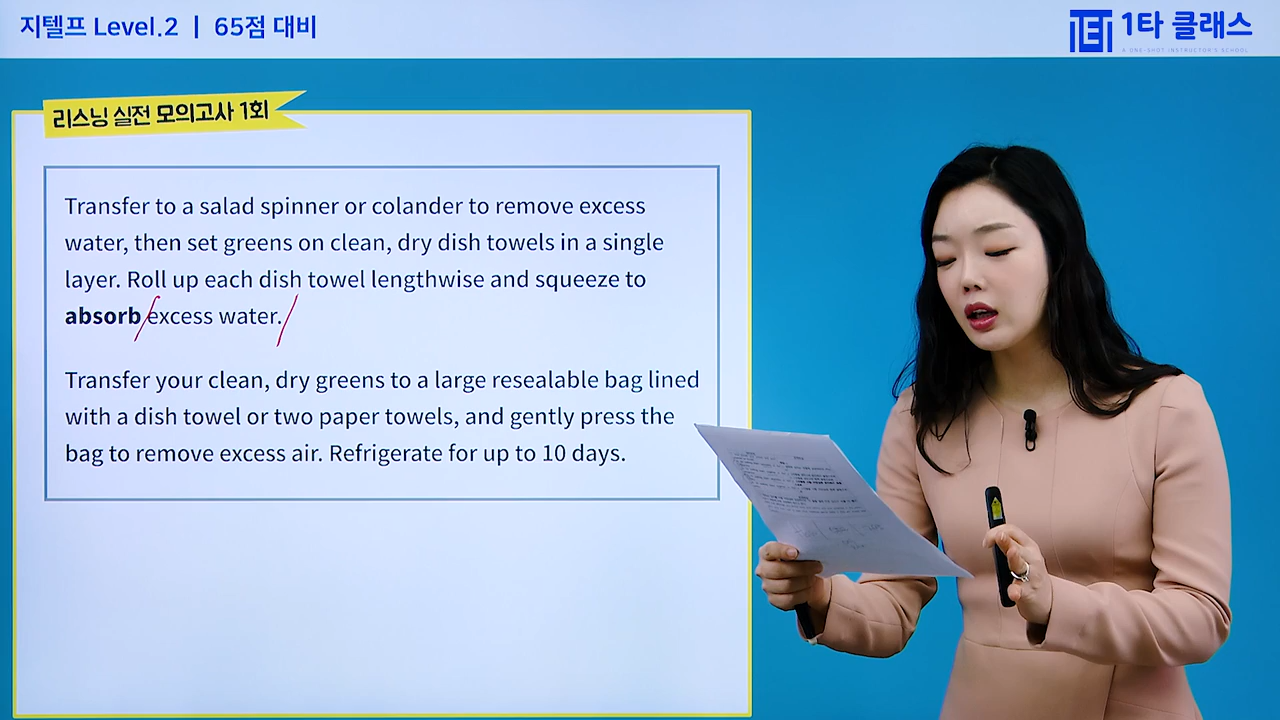 지텔프 Level.2 | 65점 대비
1타 클래스
A ONE-SHOT INSTRUCTOR'S SCHOOL
리스닝 실전 모의고사 1회
Transfer to a salad spinner or colander to remove excess
water, then set greens on clean, dry dish towels in a single
layer. Roll up each dish towel lengthwise and squeeze to
absorb excess water.
Transfer your clean, dry greens to a large resealable bag lined
with a dish towel or two paper towels, and gently press the
bag to remove excess air. Refrigerate for up to 10 days.